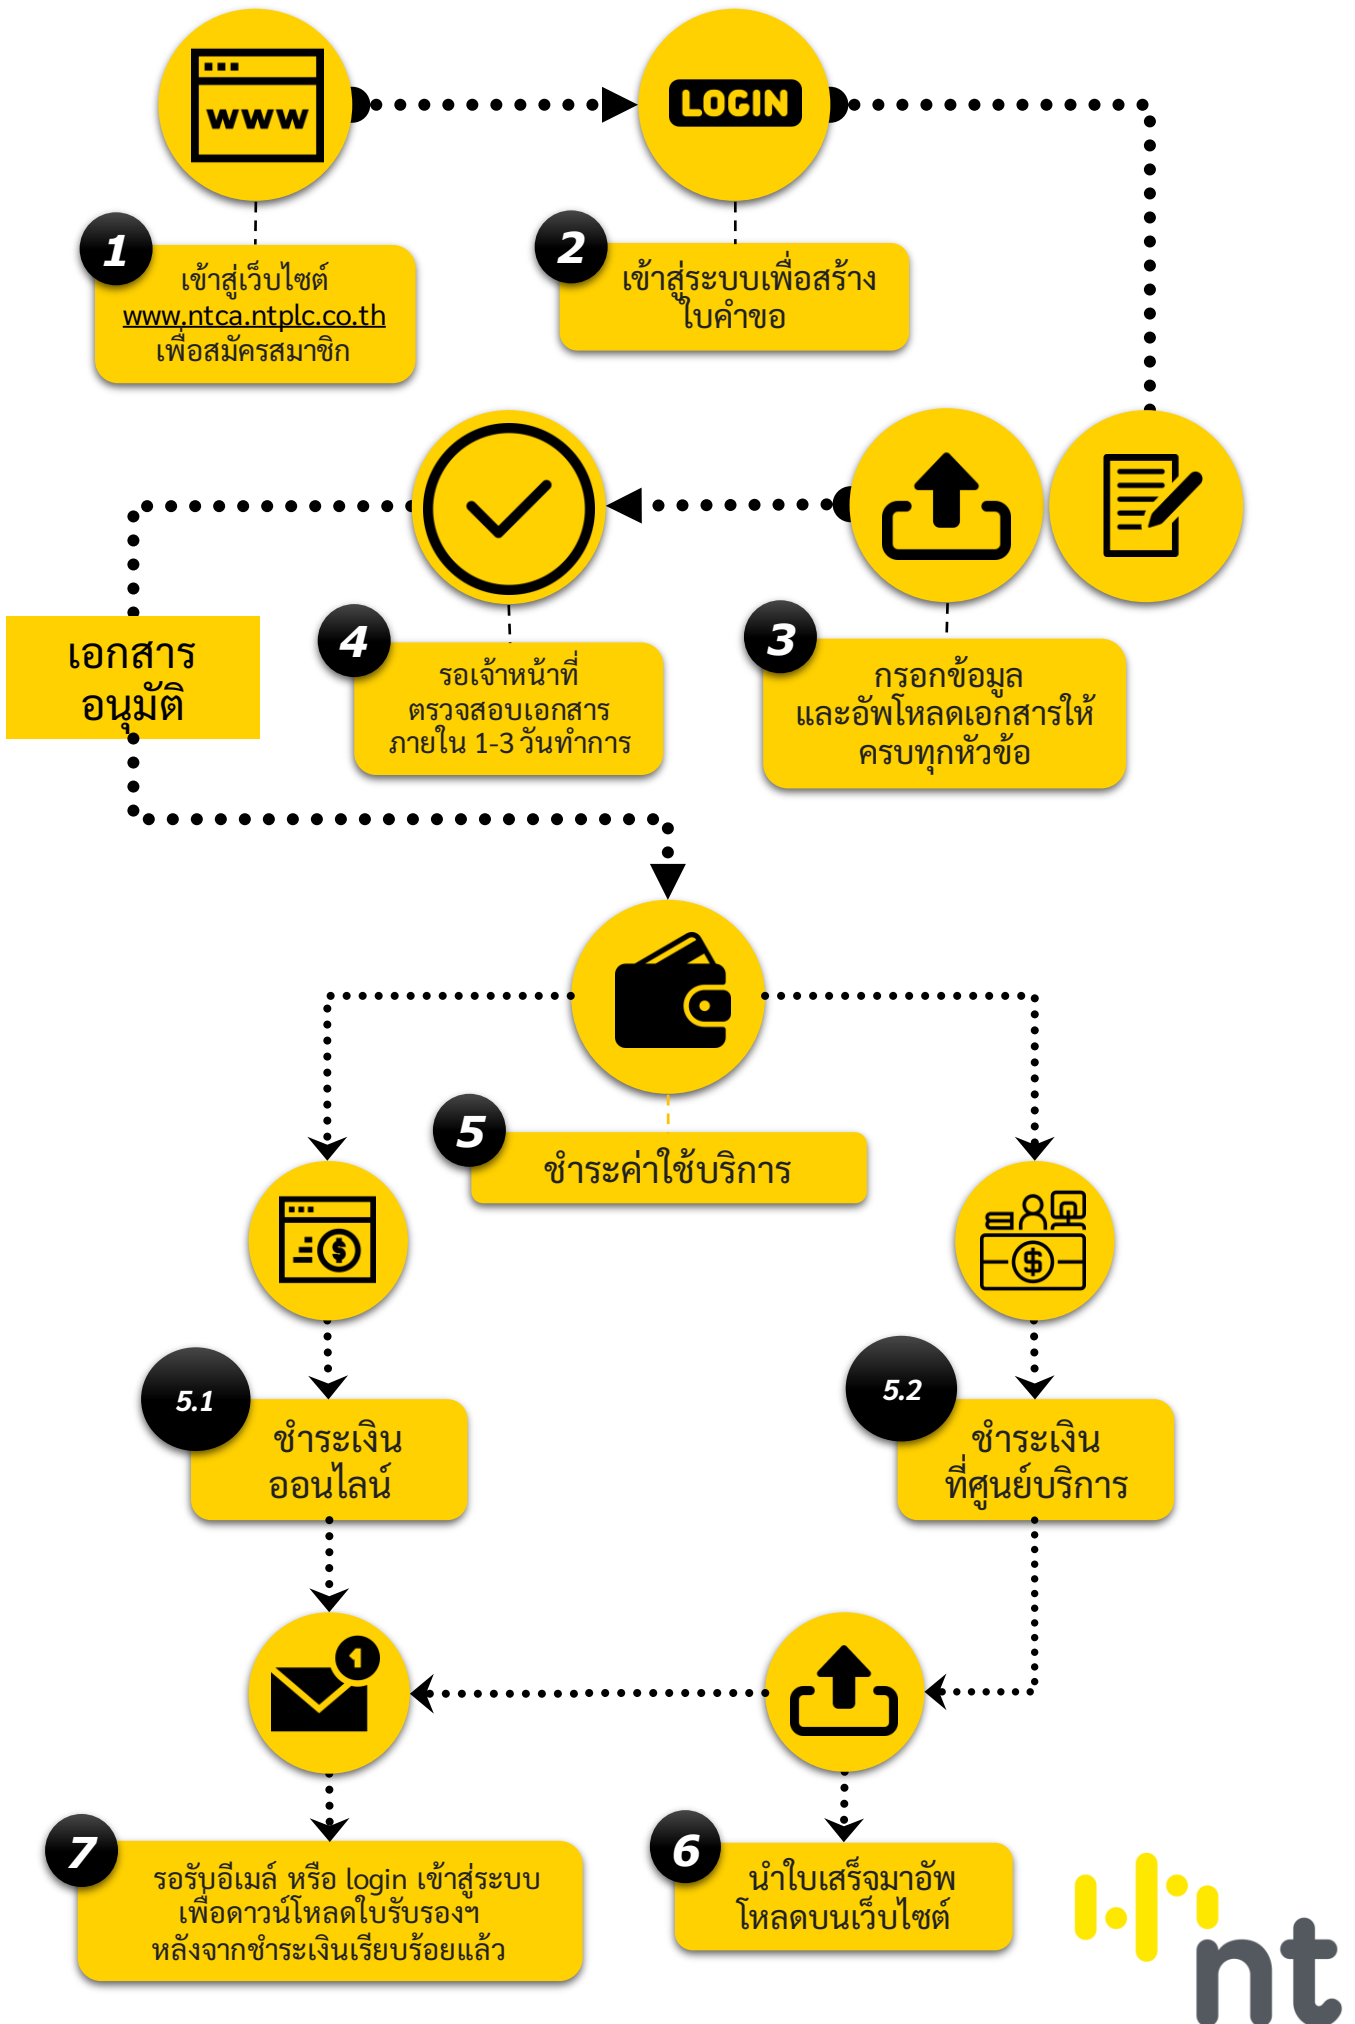 www
LOGIN
1
เข้าสู่เว็บไซต์
www.ntca.ntplc.co.th
เพื่อสมัครสมาชิก
2
เข้าสู่ระบบเพื่อสร้าง
ใบคำขอ
3
กรอกข้อมูล
และอัพโหลดเอกสารให้
ครบทุกหัวข้อ
4
รอเจ้าหน้าที่
ตรวจสอบเอกสาร
ภายใน 1-3 วันทำการ
เอกสาร
อนุมัติ
5
ชำระค่าใช้บริการ
$
$
5.1
ชำระเงิน
ออนไลน์
5.2
ชำระเงิน
ที่ศูนย์บริการ
1
6
นำใบเสร็จมาอัพ
โหลดบนเว็บไซต์
7
รอรับอีเมล์ หรือ login เข้าสู่ระบบ
เพื่อดาวน์โหลดใบรับรองฯ
หลังจากชำระเงินเรียบร้อยแล้ว
nt